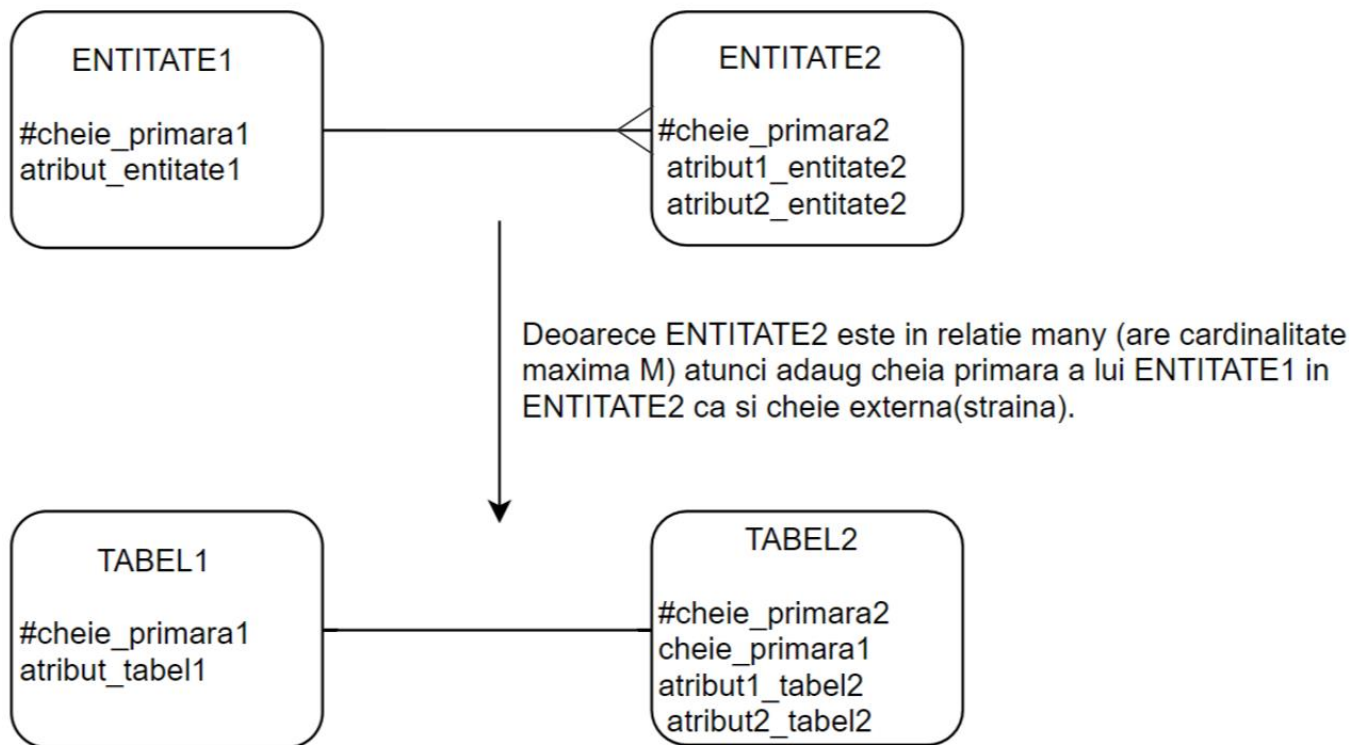 ENTITATE1
#cheie_primara1
atribut_entitate1
ENTITATE2
#cheie_primara2
atribut1_entitate2
atribut2_entitate2
Deoarece ENTITATE2 este in relatie many (are cardinalitate
maxima M) atunci adaug cheia primara a lui ENTITATE1 in
ENTITATE2 ca si cheie externa(straina).
TABEL1
#cheie_primara1
atribut_tabel1
TABEL2
#cheie_primara2
cheie_primara1
atribut1_tabel2
atribut2_tabel2